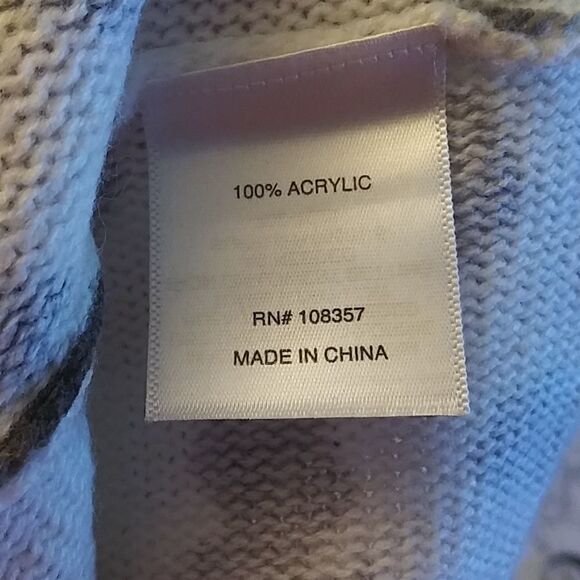 100% ACRYLIC
RN# 108357
MADE IN CHINA